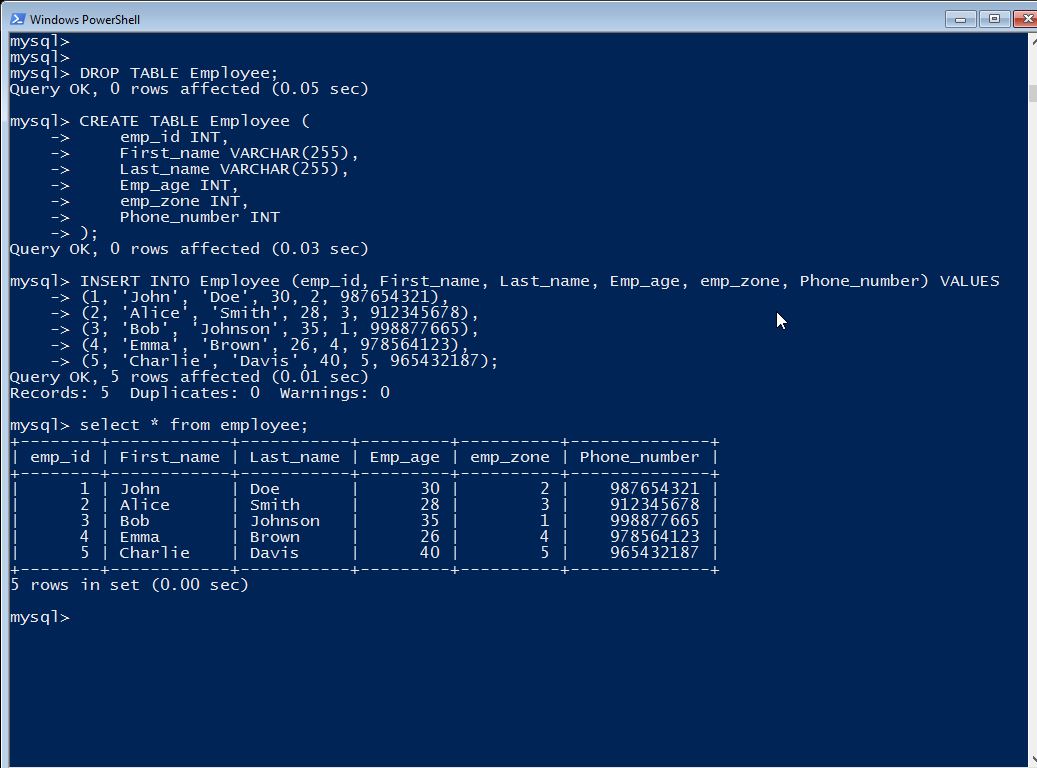 Windows PowerShell
mysql>
mysql>
mysql> DROP TABLE Employee;
Query OK, 0 rows affected (0.05 sec)
mysql> CREATE TABLE Employee (
    ->     emp_id INT,
    ->     First_name VARCHAR(255),
    ->     Last_name VARCHAR(255),
    ->     Emp_age INT,
    ->     emp_zone INT,
    ->     Phone_number INT
    -> );
Query OK, 0 rows affected (0.03 sec)
mysql> INSERT INTO Employee (emp_id, First_name, Last_name, Emp_age, emp_zone, Phone_number) VALUES
    -> (1, 'John', 'Doe', 30, 2, 987654321),
    -> (2, 'Alice', 'Smith', 28, 3, 912345678),
    -> (3, 'Bob', 'Johnson', 35, 1, 998877665),
    -> (4, 'Emma', 'Brown', 26, 4, 978564123),
    -> (5, 'Charlie', 'Davis', 40, 5, 965432187);
Query OK, 5 rows affected (0.01 sec)
Records: 5  Duplicates: 0  Warnings: 0
mysql> select * from employee;
+--------+------------+-----------+---------+----------+--------------+
| emp_id | First_name | Last_name | Emp_age | emp_zone | Phone_number |
+--------+------------+-----------+---------+----------+--------------+
|      1 | John       | Doe       |      30 |        2 |    987654321 |
|      2 | Alice      | Smith     |      28 |        3 |    912345678 |
|      3 | Bob        | Johnson   |      35 |        1 |    998877665 |
|      4 | Emma       | Brown     |      26 |        4 |    978564123 |
|      5 | Charlie    | Davis     |      40 |        5 |    965432187 |
+--------+------------+-----------+---------+----------+--------------+
5 rows in set (0.00 sec)
mysql>